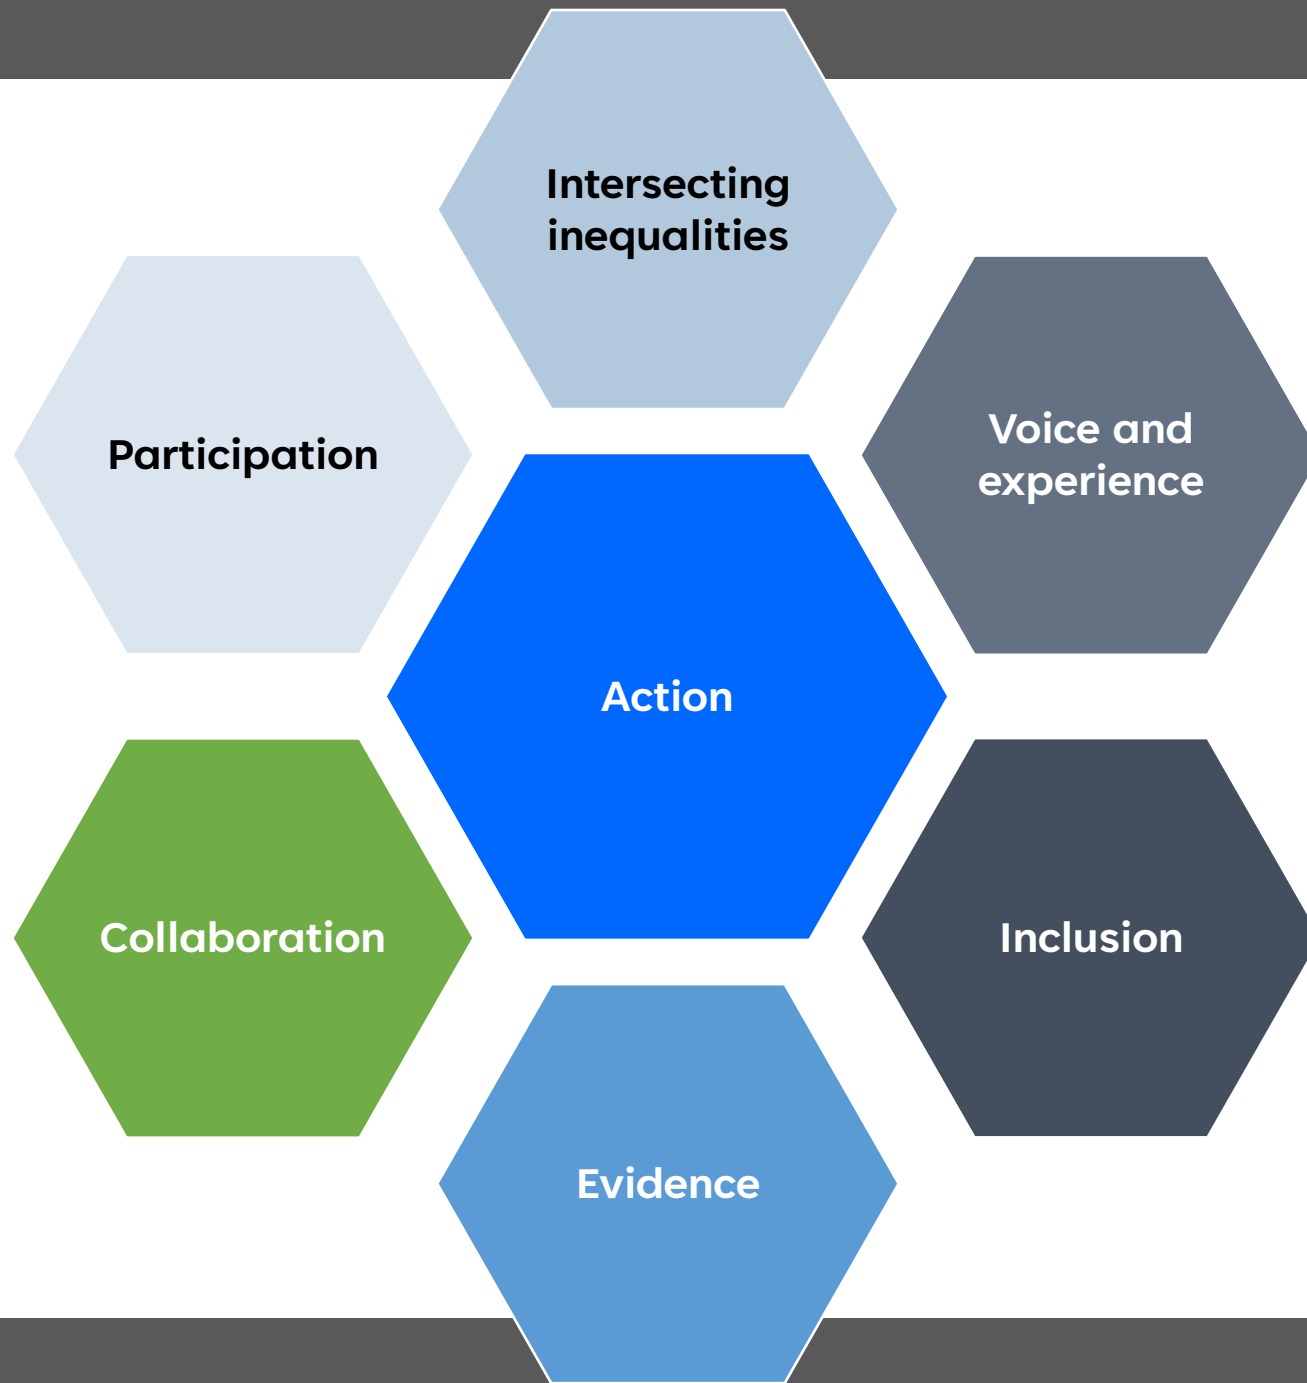 Intersecting
inequalities
Participation
Voice and
experience
Action
Collaboration
Inclusion
Evidence